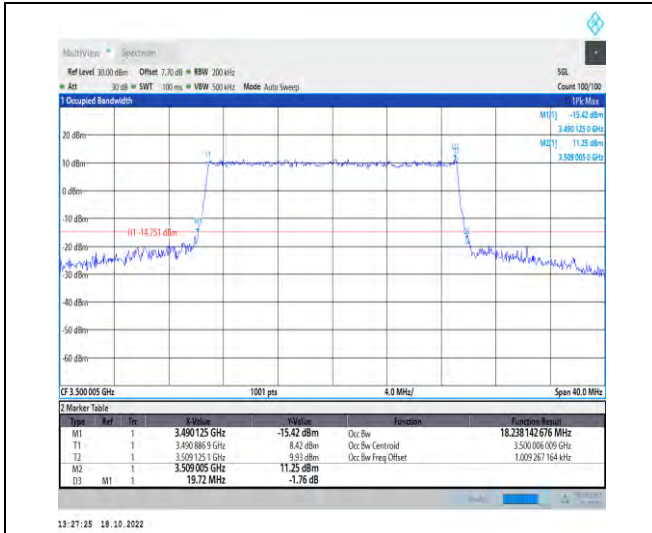 MultiView Spectrum
Ref Level 30.00 dBm Offset 7.70 dB RBW 200 kHz SGL
Att 30 dB SWT 100 ms VBW 500 kHz Mode Auto Sweep Count 100/100
1 Occupied Bandwidth 1Pk Max
M1[1] -15.42 dBm
3.490 125 0 GHz
M2[1] 11.25 dBm
3.509 005 0 GHz
20 dBm
10 dBm
0 dBm
-10 dBm
H1 -14.751 dBm
-20 dBm
-30 dBm
-40 dBm
-50 dBm
-60 dBm
CF 3.500 005 GHz 1001 pts 4.0 MHz/ Span 40.0 MHz
2 Marker Table
Type Ref Trc X-Value Y-Value Function Function Result
M1 1 3.490125 GHz -15.42 dBm Occ Bw 18.238 142 676 MHz
T1 1 3.490 886 9 GHz 8.42 dBm Occ Bw Centroid 3.500 006 009 GHz
T2 1 3.509 125 1 GHz 9.93 dBm Occ Bw Freq Offset 1.009 267 164 kHz
M2 1 3.509 005 GHz 11.25 dBm
D3 M1 1 19.72 MHz -1.76 dB
13:27:25 18.10.2022